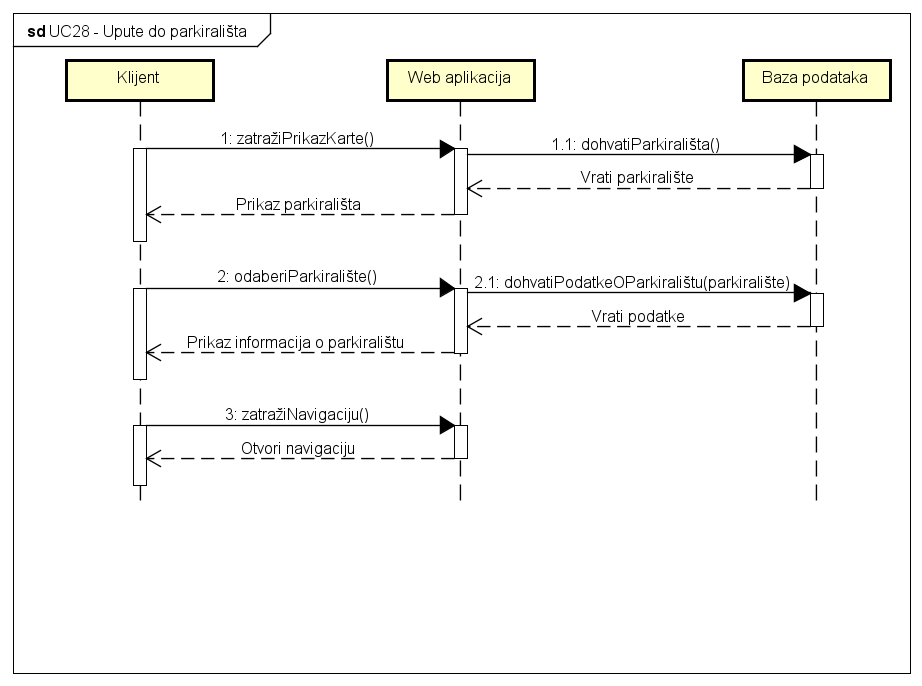 sd UC28 - Upute do parkirališta
Klijent
Web aplikacija
Baza podataka
1: zatražiPrikazKarte()
1.1: dohvatiParkirališta()
Vrati parkiralište
Prikaz parkirališta
2: odaberiParkiralište()
2.1: dohvatiPodatkeOParkiralištu(parkiralište)
Vrati podatke
Prikaz informacija o parkiralištu
3: zatražiNavigaciju()
Otvori navigaciju